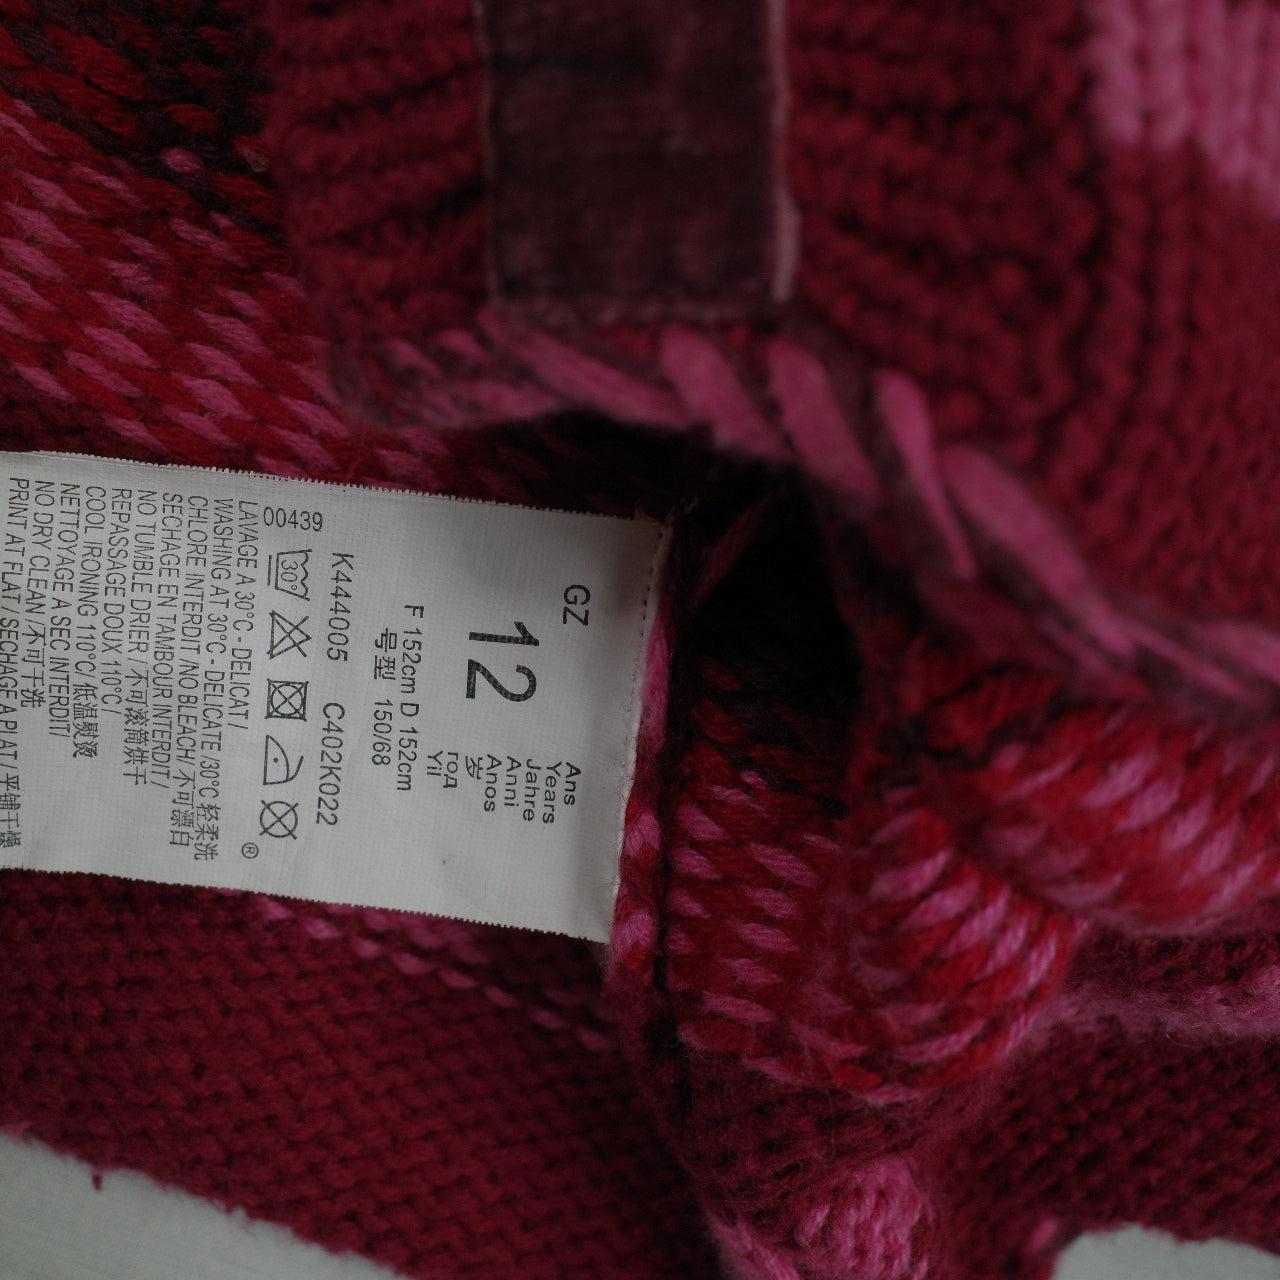 GZ
12
Ans
Years
Jahre
Anni
Anos
岁
год
Yil
F 152cm D 152cm
号型 150/68
K444005 C402K022
00439
30°
®
LAVAGE A 30°C - DELICAT /
WASHING AT 30°C - DELICATE /30°C 轻柔洗
CHLORE INTERDIT /NO BLEACH/ 不可漂白
SECHAGE EN TAMBOUR INTERDIT/
NO TUMBLE DRIER / 不可滚筒烘干
REPASSAGE DOUX 110°C/
COOL IRONING 110°C/ 低温熨烫
NETTOYAGE A SEC INTERDIT/
NO DRY CLEAN /不可干洗
PRINT AT FLAT / SECHAGE A PLAT/ 平铺干燥